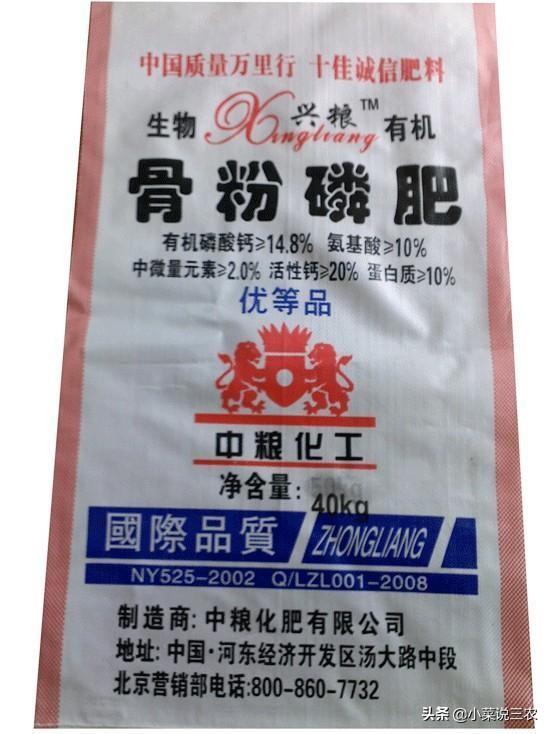 中国质量万里行 十佳诚信肥料
生物 Xingliang 兴粮™ 有机
骨粉磷肥
有机磷酸钙≥14.8% 氨基酸≥10%
中微量元素≥2.0% 活性钙≥20% 蛋白质≥10%
优等品
中粮化工
净含量: 40kg
國際品質 ZHONGLIANG
NY525-2002 Q/LZL001-2008
制造商: 中粮化肥有限公司
地址: 中国·河东经济开发区汤大路中段
北京营销部电话:800-860-7732
头条 @小菜说三农